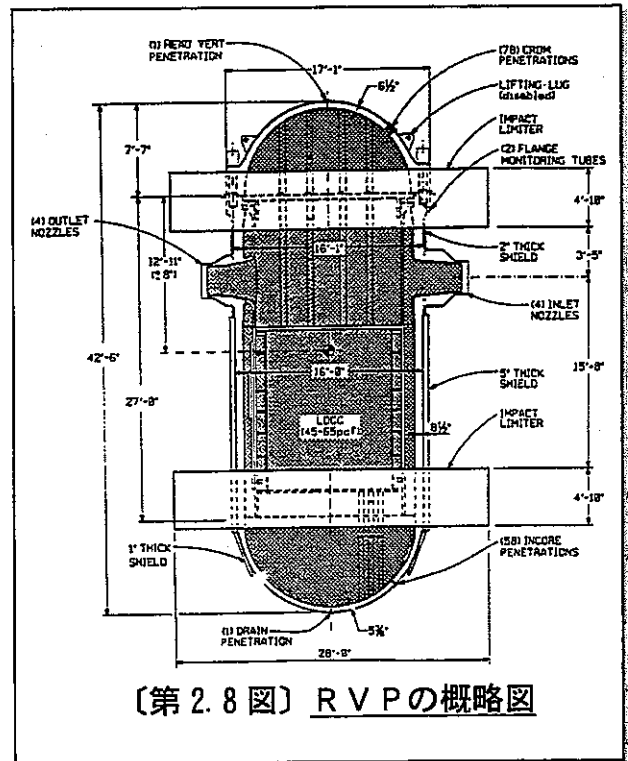 (1) HEAD VENT
PENETRATION
17'-1"
(78) CRDM
PENETRATIONS
6½"
LIFTING-LUG
(disabled)
IMPACT
LIMITER
7'-7"
(2) FLANGE
MONITORING TUBES
4'-10"
(4) OUTLET
NOZZLES
12'-11"
(±8")
16'-1"
2" THICK
SHIELD
3'-5"
(4) INLET
NOZZLES
42'-6"
16'-0"
5" THICK
SHIELD
15'-8"
27'-8"
LDCC
(45-65pcf)
8½"
IMPACT
LIMITER
4'-10"
1" THICK
SHIELD
(58) INCORE
PENETRATIONS
(1) DRAIN
PENETRATION
5⅜"
〔第2.8図〕 RVPの概略図